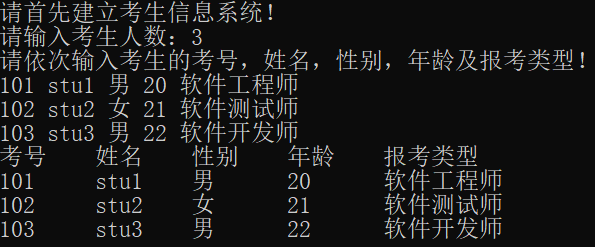 请首先建立考生信息系统！
请输入考生人数：3
请依次输入考生的考号，姓名，性别，年龄及报考类型！
101 stu1 男 20 软件工程师
102 stu2 女 21 软件测试师
103 stu3 男 22 软件开发师
考号 姓名 性别 年龄 报考类型
101 stu1 男 20 软件工程师
102 stu2 女 21 软件测试师
103 stu3 男 22 软件开发师